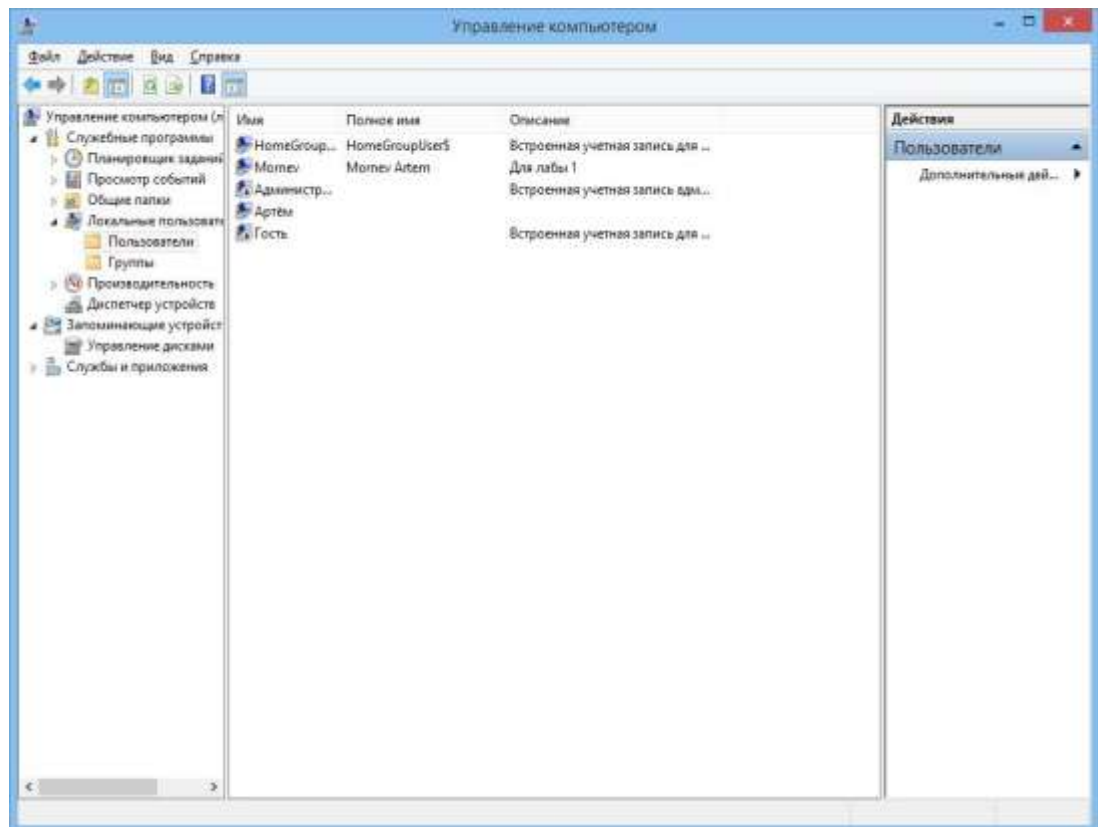 Управление компьютером
Файл Действие Вид Справка
Управление компьютером (л
Служебные программы
Планировщик заданий
Просмотр событий
Общие папки
Локальные пользовате
Пользователи
Группы
Производительность
Диспетчер устройств
Запоминающие устройст
Управление дисками
Службы и приложения
Имя Полное имя Описание
HomeGroup... HomeGroupUser$ Встроенная учетная запись для ...
Mornev Mornev Artem Для лабы 1
Администр... Встроенная учетная запись адм...
Артём
Гость Встроенная учетная запись для ...
Действия
Пользователи
Дополнительные дей...